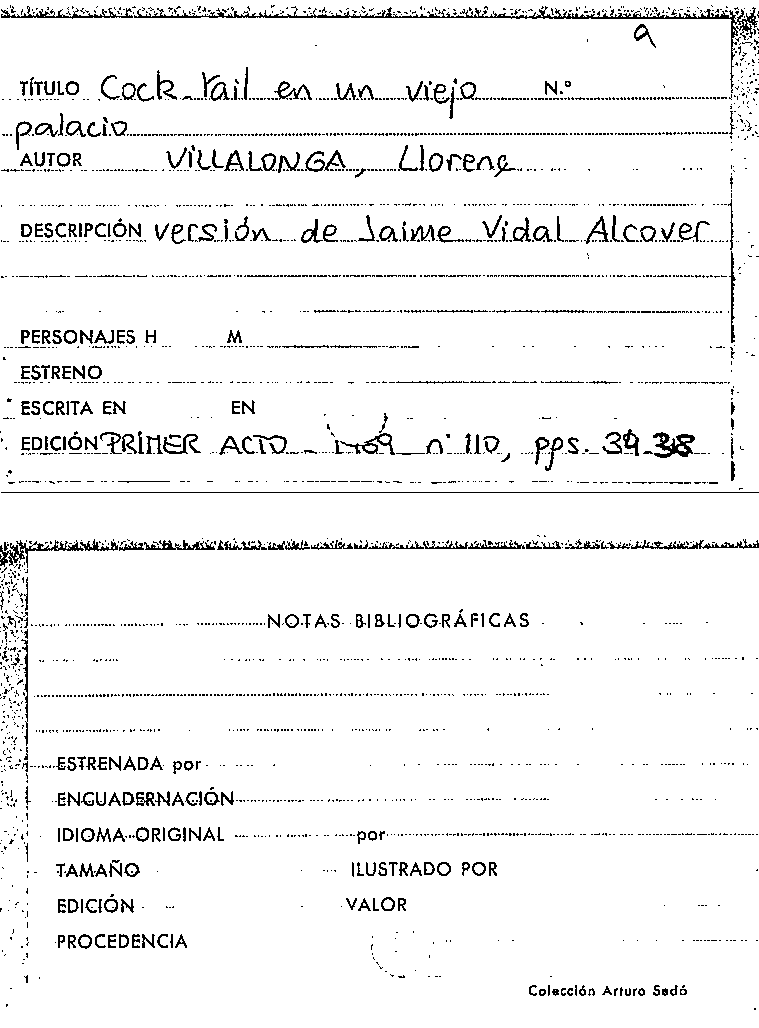 a
TÍTULO Cock-tail en un viejo N.º
palacio
AUTOR VILLALONGA, Llorenç
DESCRIPCIÓN versión de Jaime Vidal Alcover
PERSONAJES H M
ESTRENO
ESCRITA EN EN
EDICIÓN PRIMER ACTO - 1969 nº 110, pps. 34-38
NOTAS BIBLIOGRÁFICAS
ESTRENADA por
ENCUADERNACIÓN
IDIOMA ORIGINAL por
TAMAÑO ILUSTRADO POR
EDICIÓN VALOR
PROCEDENCIA
Colección Arturo Sedó